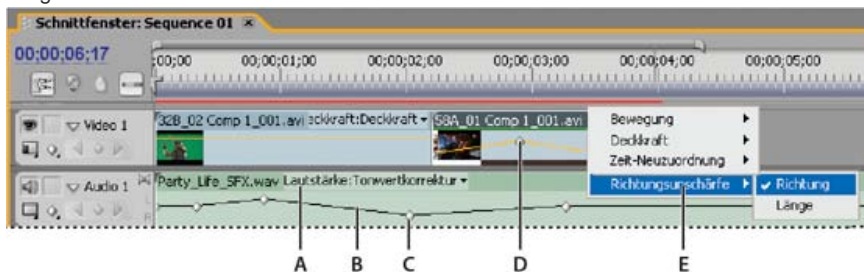 Schnittfenster: Sequence 01 ×
00;00;06;17
:00;00 00;00;01;00 00;00;02;00 00;00;03;00 00;00;04;00 00;00;05;00
Video 1
32B_02 Comp 1_001.avi eckkraft:Deckkraft
58A_01 Comp 1_001.avi
Bewegung
Deckkraft
Zeit-Neuzuordnung
Richtungsunschärfe
Richtung
Länge
Audio 1
Party_Life_SFX.wav Lautstärke:Tonwertkorrektur
L
R
A B C D E